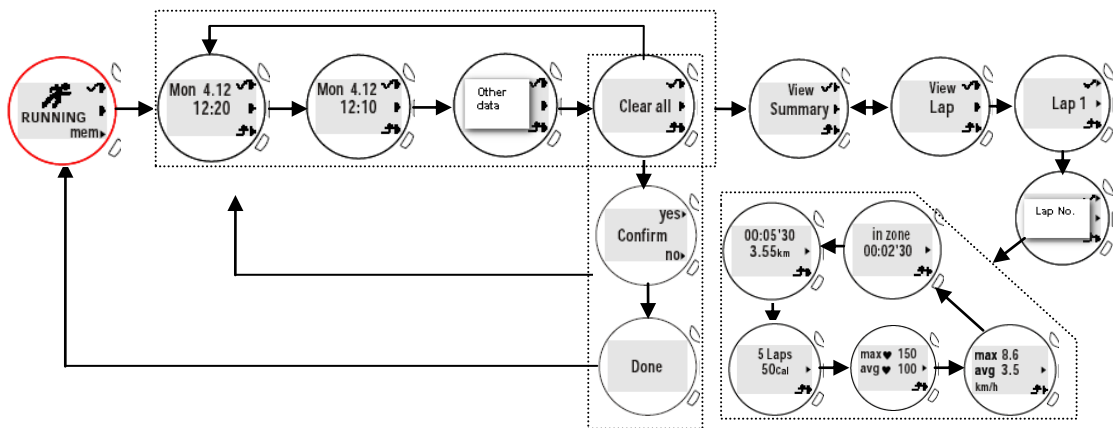 RUNNING
mem
Mon 4.12
12:20
Mon 4.12
12:10
Other
data
Clear all
View
Summary
View
Lap
Lap 1
yes
Confirm
no
Lap No.
00:05'30
3.55km
in zone
00:02'30
Done
5 Laps
50Cal
max♥ 150
avg♥ 100
max 8.6
avg 3.5
km/h